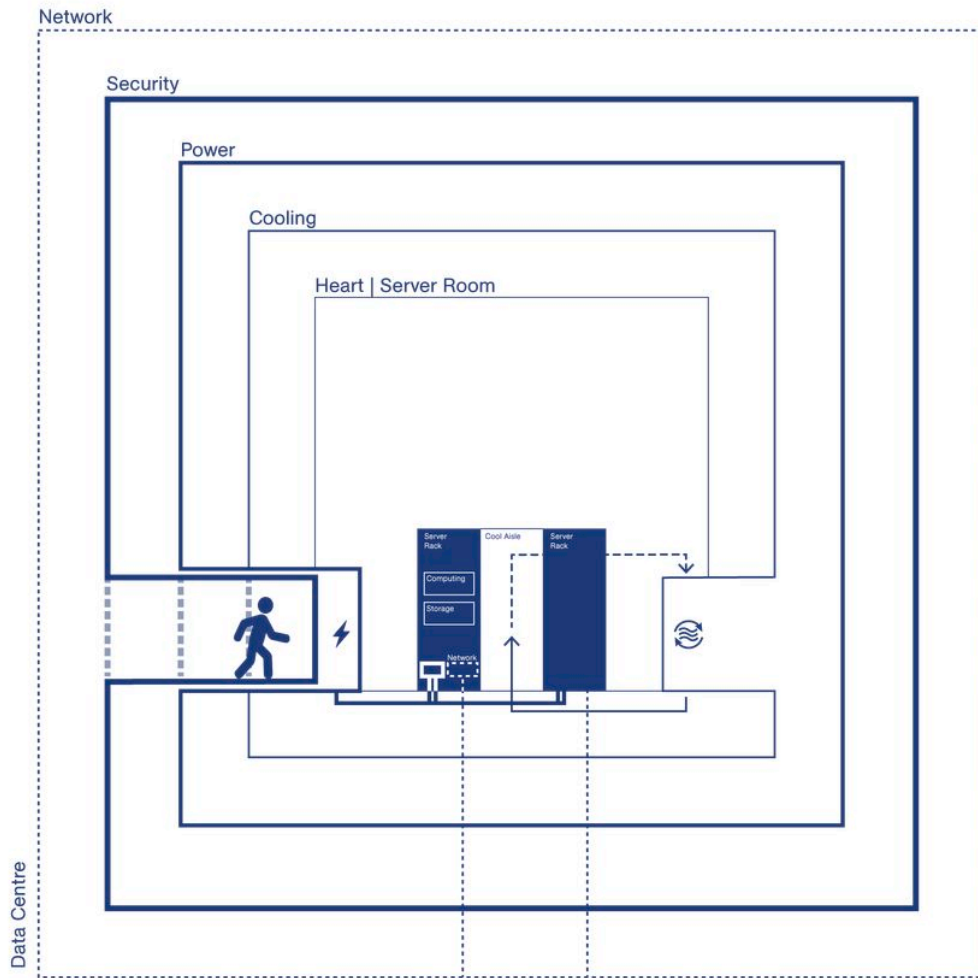 Network
Security
Power
Cooling
Heart | Server Room
Server
Rack
Cool Aisle
Server
Rack
Computing
Storage
Network
Data Centre